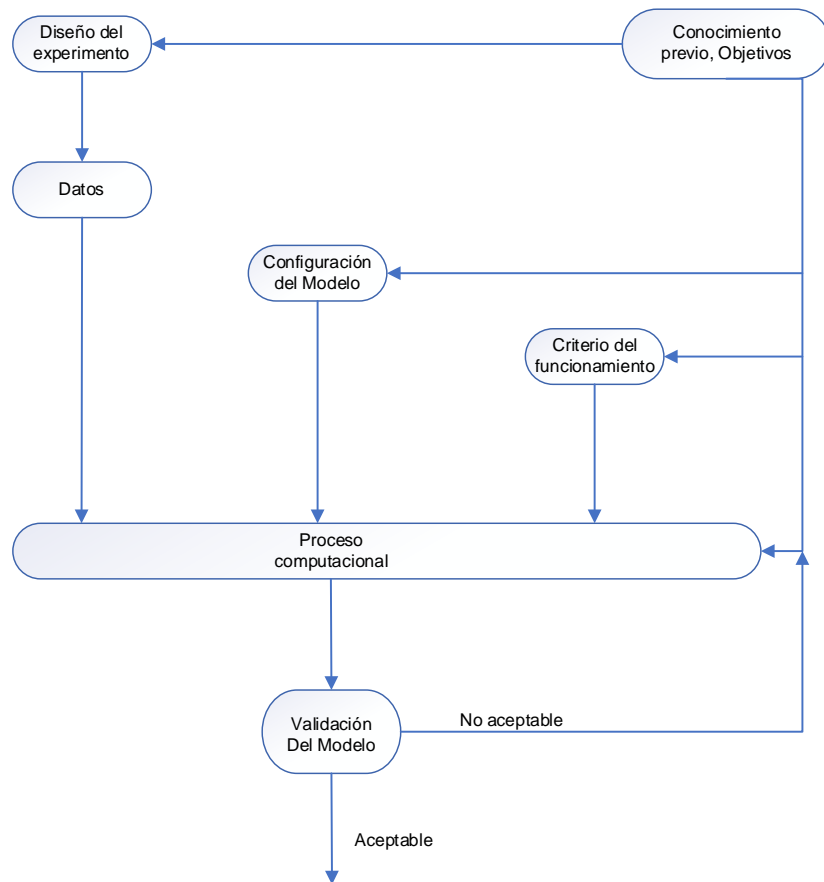 Diseño del
experimento
Conocimiento
previo, Objetivos
Datos
Configuración
del Modelo
Criterio del
funcionamiento
Proceso
computacional
Validación
Del Modelo
No aceptable
Aceptable